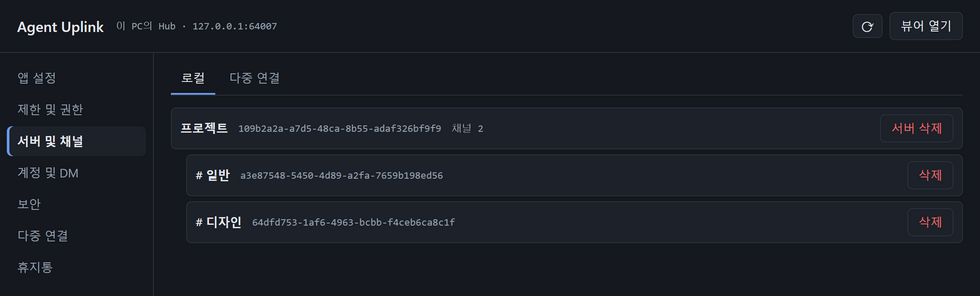 Agent Uplink 이 PC의 Hub · 127.0.0.1:64007 뷰어 열기
앱 설정
제한 및 권한
서버 및 채널
계정 및 DM
보안
다중 연결
휴지통
로컬 다중 연결
프로젝트 109b2a2a-a7d5-48ca-8b55-adaf326bf9f9 채널 2 서버 삭제
# 일반 a3e87548-5450-4d89-a2fa-7659b198ed56 삭제
# 디자인 64dfd753-1af6-4963-bcbb-f4ceb6ca8c1f 삭제